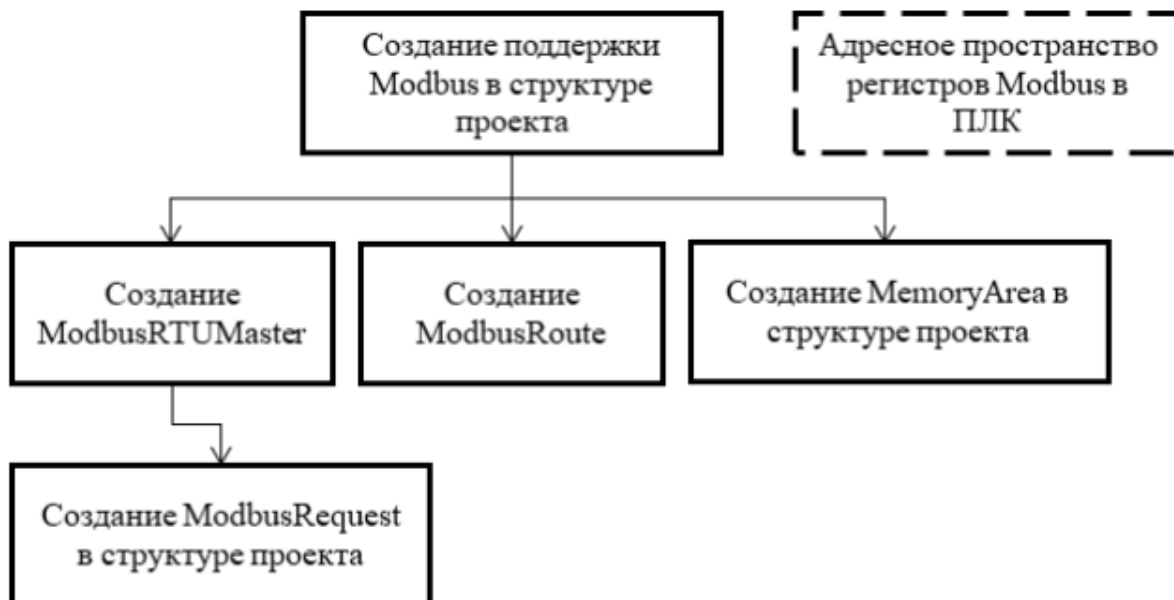 Создание поддержки
Modbus в структуре
проекта
Адресное пространство
регистров Modbus в
ПЛК
Создание
ModbusRTUMaster
Создание
ModbusRoute
Создание MemoryArea в
структуре проекта
Создание ModbusRequest
в структуре проекта